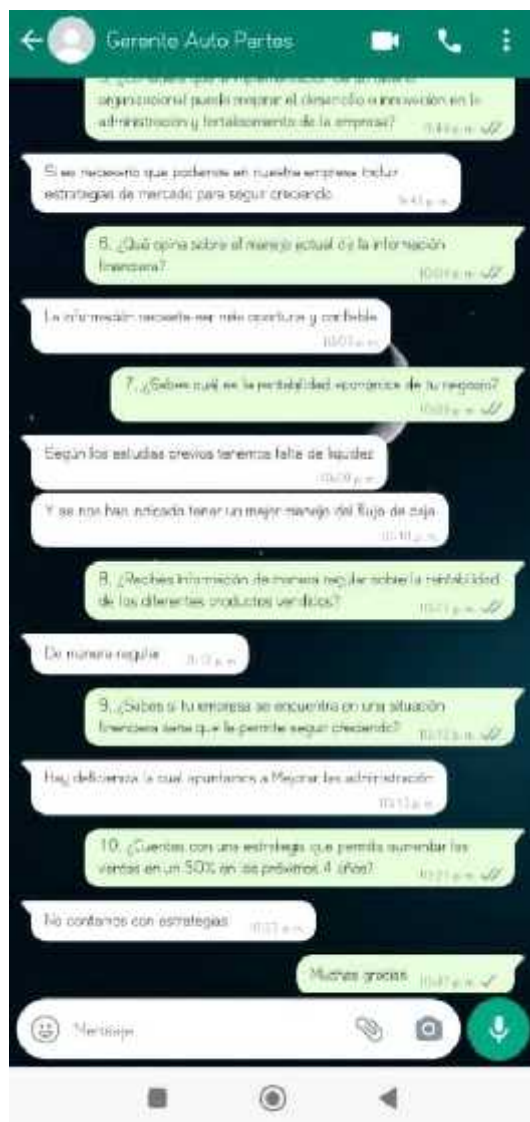 Gerente Auto Partes
organizacional puede mejorar el desarrollo e innovación en la
administración y fortalecimiento de la empresa?
Si es necesario que podamos en nuestra empresa incluir
estrategias de mercado para seguir creciendo
6. ¿Qué opina sobre el manejo actual de la información
financiera?
La información necesita ser más oportuna y confiable
7. ¿Sabes cuál es la rentabilidad económica de tu negocio?
Según los estudios previos tenemos falta de liquidez
Y se nos han indicado tener un mejor manejo del flujo de caja
8. ¿Recibes información de manera regular sobre la rentabilidad
de los diferentes productos vendidos?
De manera regular
9. ¿Sabes si tu empresa se encuentra en una situación
financiera sana que le permite seguir creciendo?
Hay deficiencia la cual apuntamos a Mejorar las administración
10. ¿Cuentas con una estrategia que permita aumentar las
ventas en un 50% en los próximos 4 años?
No contamos con estrategias
Muchas gracias
Mensaje